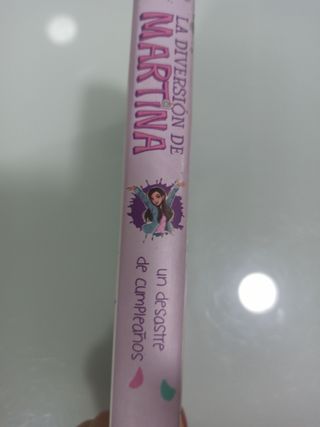 LA DIVERSIÓN DE
MARTINA
un desastre
de cumpleaños